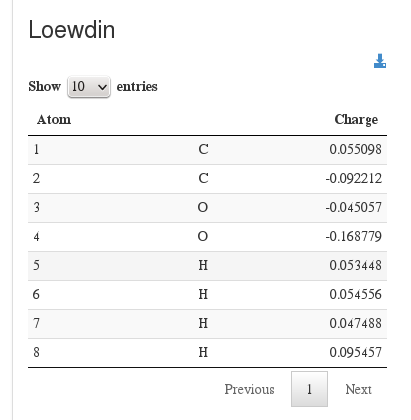 Loewdin
Show 10 entries
Atom Charge
1 C 0.055098
2 C -0.092212
3 O -0.045057
4 O -0.168779
5 H 0.053448
6 H 0.054556
7 H 0.047488
8 H 0.095457
Previous 1 Next